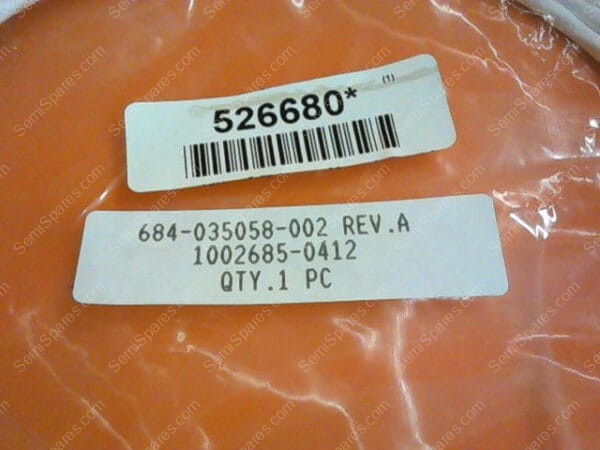 (1)
526680*
684-035058-002 REV.A
1002685-0412
QTY.1 PC
SemiSpares.com